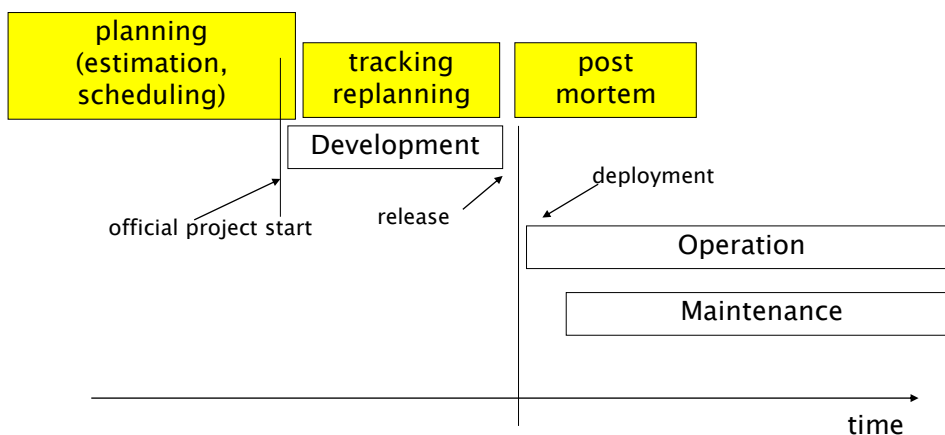 planning
(estimation,
scheduling)
tracking
replanning
post
mortem
Development
deployment
release
official project start
Operation
Maintenance
time